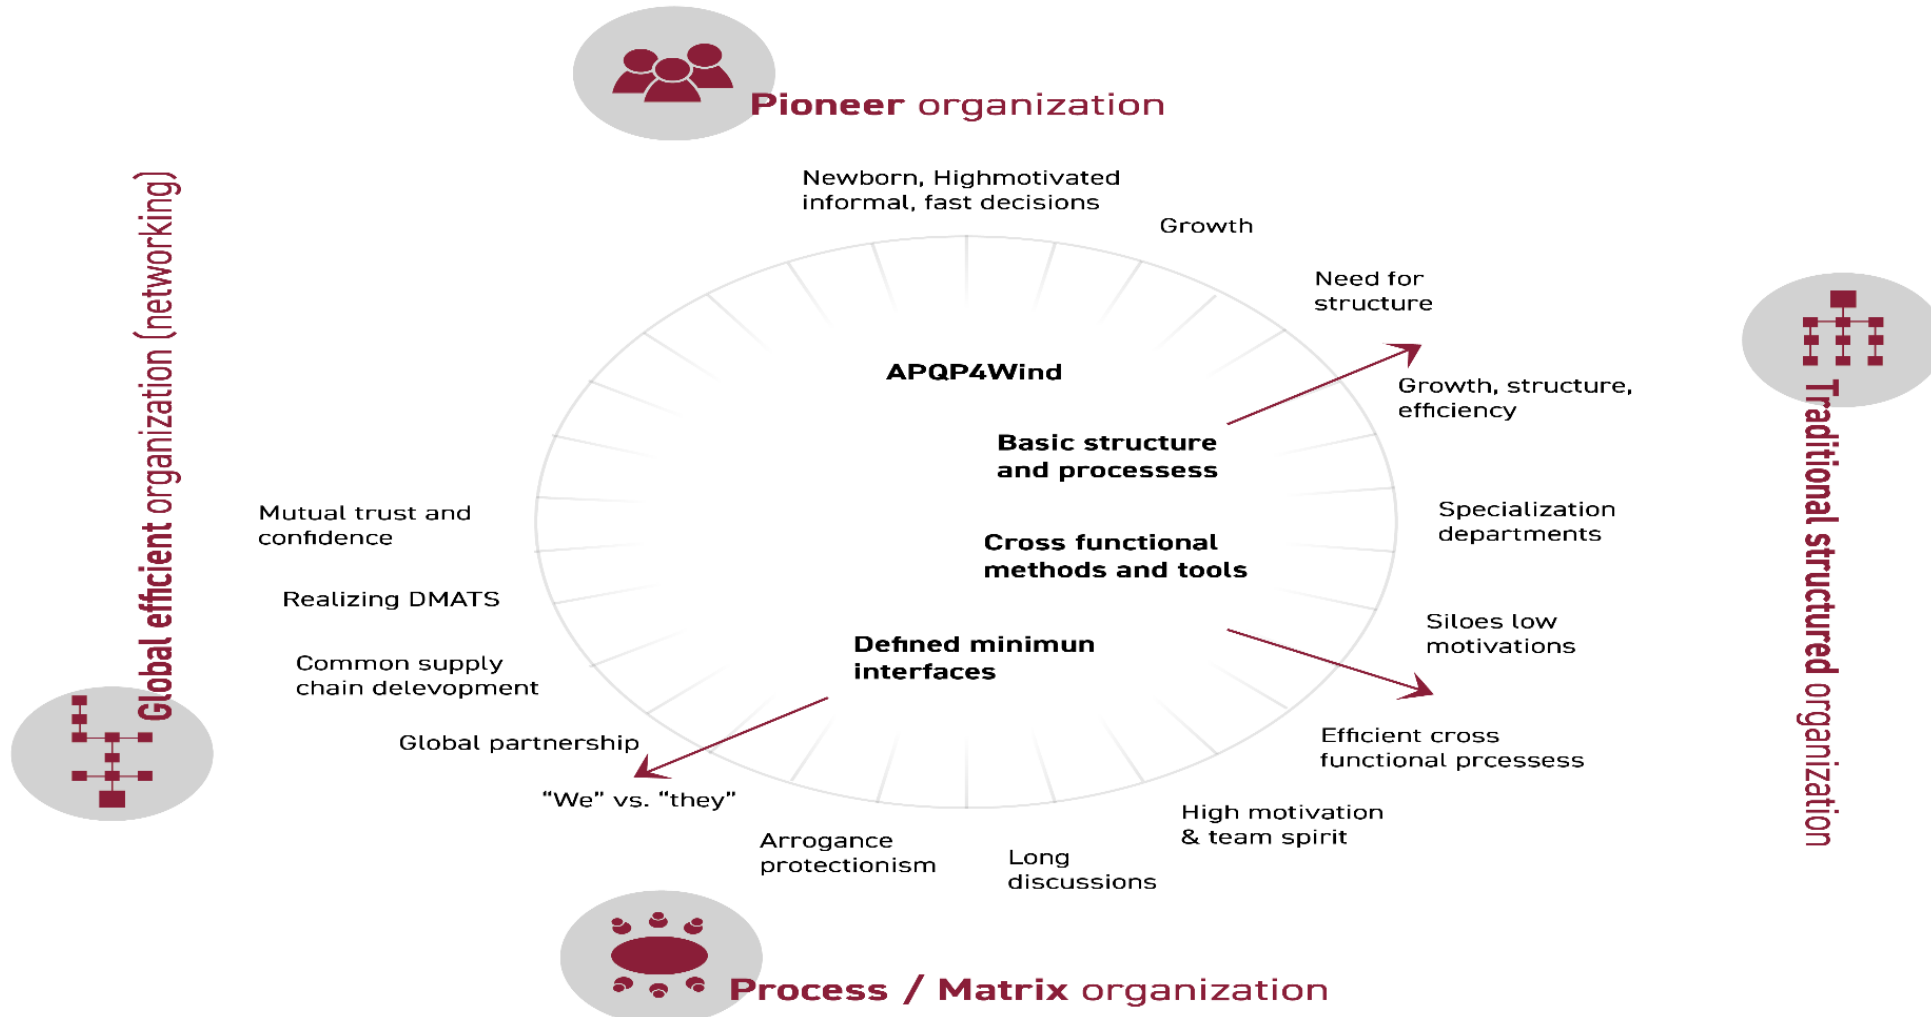 Pioneer organization
Newborn, Highmotivated
informal, fast decisions
Growth
Need for
structure
Growth, structure,
efficiency
Specialization
departments
Siloes low
motivations
Efficient cross
functional prcessess
High motivation
& team spirit
Long
discussions
Arrogance
protectionism
“We” vs. “they”
Global partnership
Common supply
chain delevopment
Realizing DMATS
Mutual trust and
confidence
APQP4Wind
Basic structure
and processess
Cross functional
methods and tools
Defined minimun
interfaces
Traditional structured organization
Process / Matrix organization
Global efficient organization (networking)